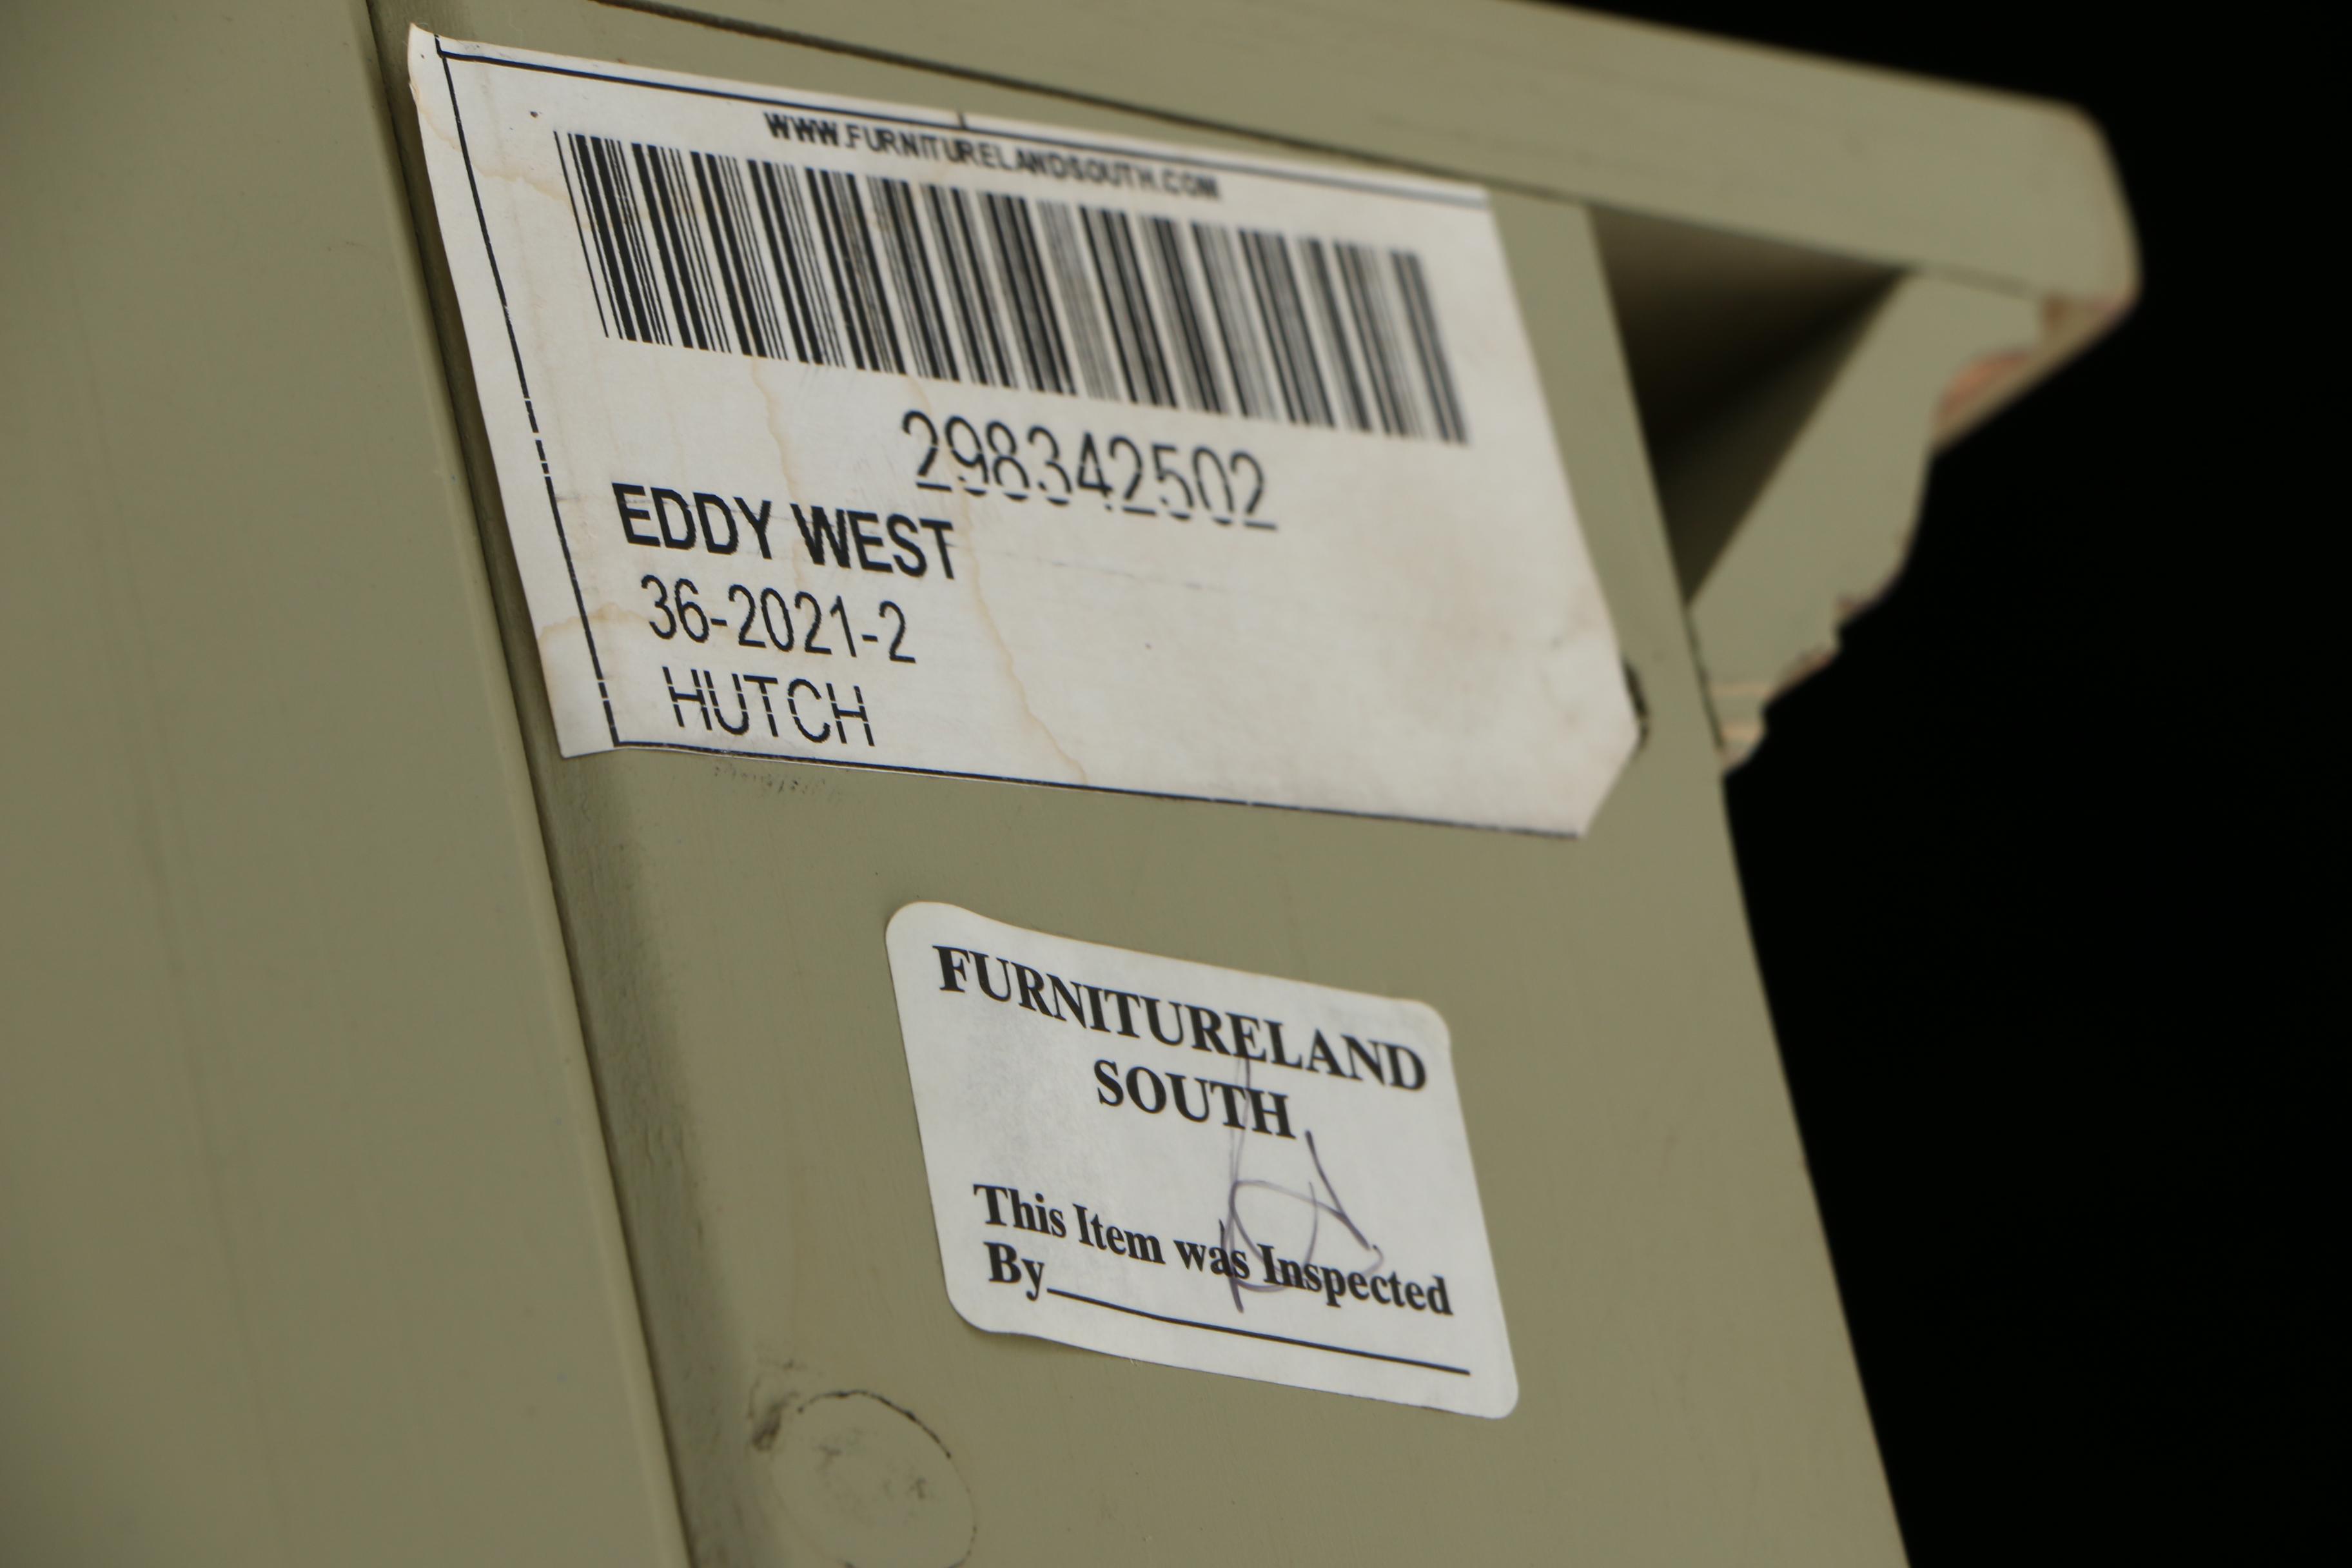 WWW.FURNITURELANDSOUTH.COM
298342502
EDDY WEST
36-2021-2
HUTCH
FURNITURELAND
SOUTH
This Item was Inspected
By